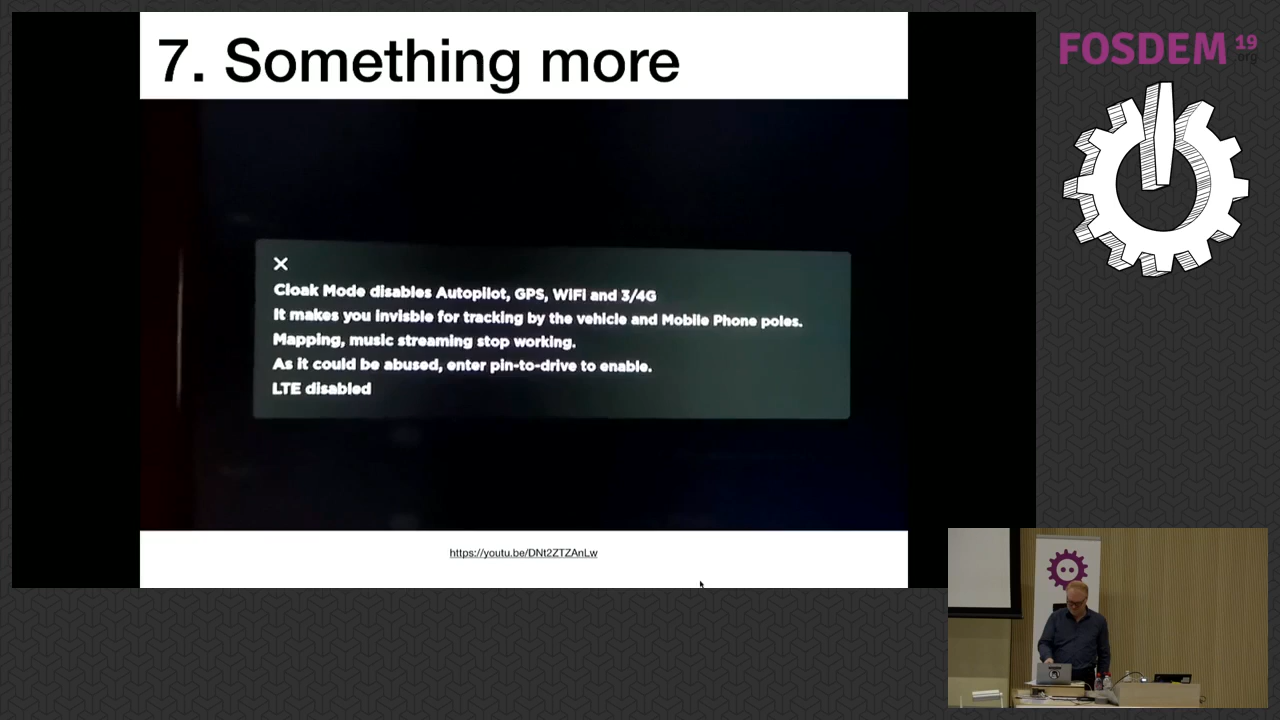 7. Something more
FOSDEM 19
.org
Cloak Mode disables Autopilot, GPS, WiFi and 3/4G
It makes you invisble for tracking by the vehicle and Mobile Phone poles.
Mapping, music streaming stop working.
As it could be abused, enter pin-to-drive to enable.
LTE disabled
https://youtu.be/DNt2ZTZAnLw